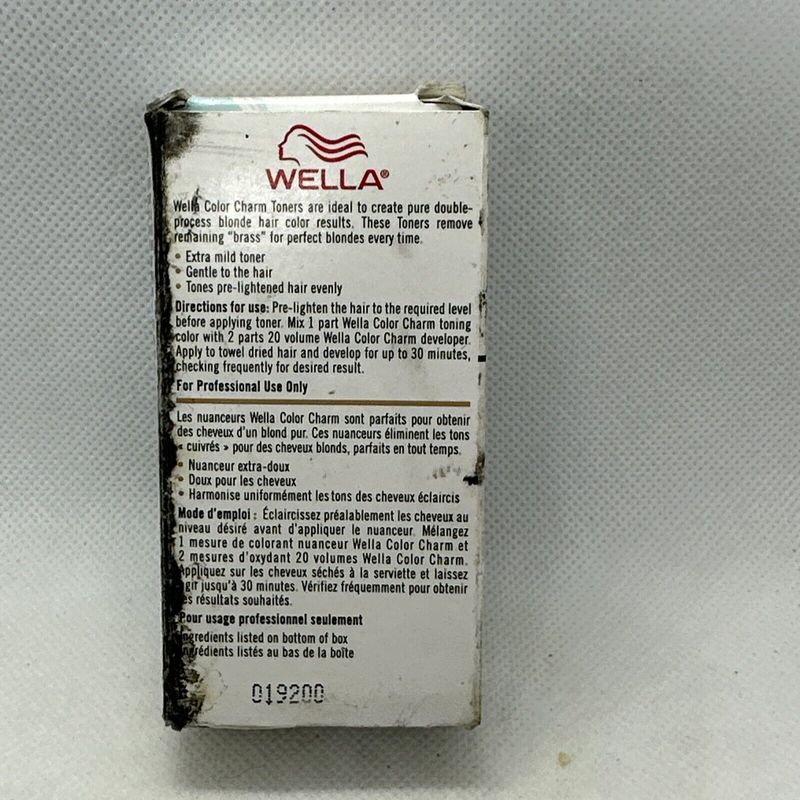 WELLA®
Wella Color Charm Toners are ideal to create pure double-
process blonde hair color results. These Toners remove
remaining "brass" for perfect blondes every time.
• Extra mild toner
• Gentle to the hair
• Tones pre-lightened hair evenly
Directions for use: Pre-lighten the hair to the required level
before applying toner. Mix 1 part Wella Color Charm toning
color with 2 parts 20 volume Wella Color Charm developer.
Apply to towel dried hair and develop for up to 30 minutes,
checking frequently for desired result.
For Professional Use Only
Les nuanceurs Wella Color Charm sont parfaits pour obtenir
des cheveux d'un blond pur. Ces nuanceurs éliminent les tons
« cuivrés » pour des cheveux blonds, parfaits en tout temps.
• Nuanceur extra-doux
• Doux pour les cheveux
• Harmonise uniformément les tons des cheveux éclaircis
Mode d'emploi : Éclaircissez préalablement les cheveux au
niveau désiré avant d'appliquer le nuanceur. Mélangez
1 mesure de colorant nuanceur Wella Color Charm et
2 mesures d'oxydant 20 volumes Wella Color Charm.
Appliquez sur les cheveux séchés à la serviette et laissez
agir jusqu'à 30 minutes. Vérifiez fréquemment pour obtenir
les résultats souhaités.
Pour usage professionnel seulement
Ingredients listed on bottom of box
Ingrédients listés au bas de la boîte
019200